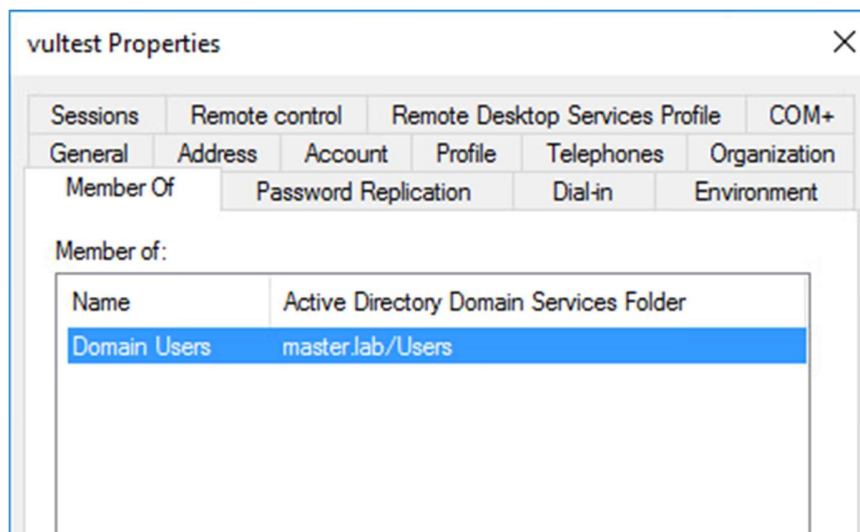 vultest Properties
Sessions Remote control Remote Desktop Services Profile COM+
General Address Account Profile Telephones Organization
Member Of Password Replication Dial-in Environment
Member of:
Name Active Directory Domain Services Folder
Domain Users master.lab/Users